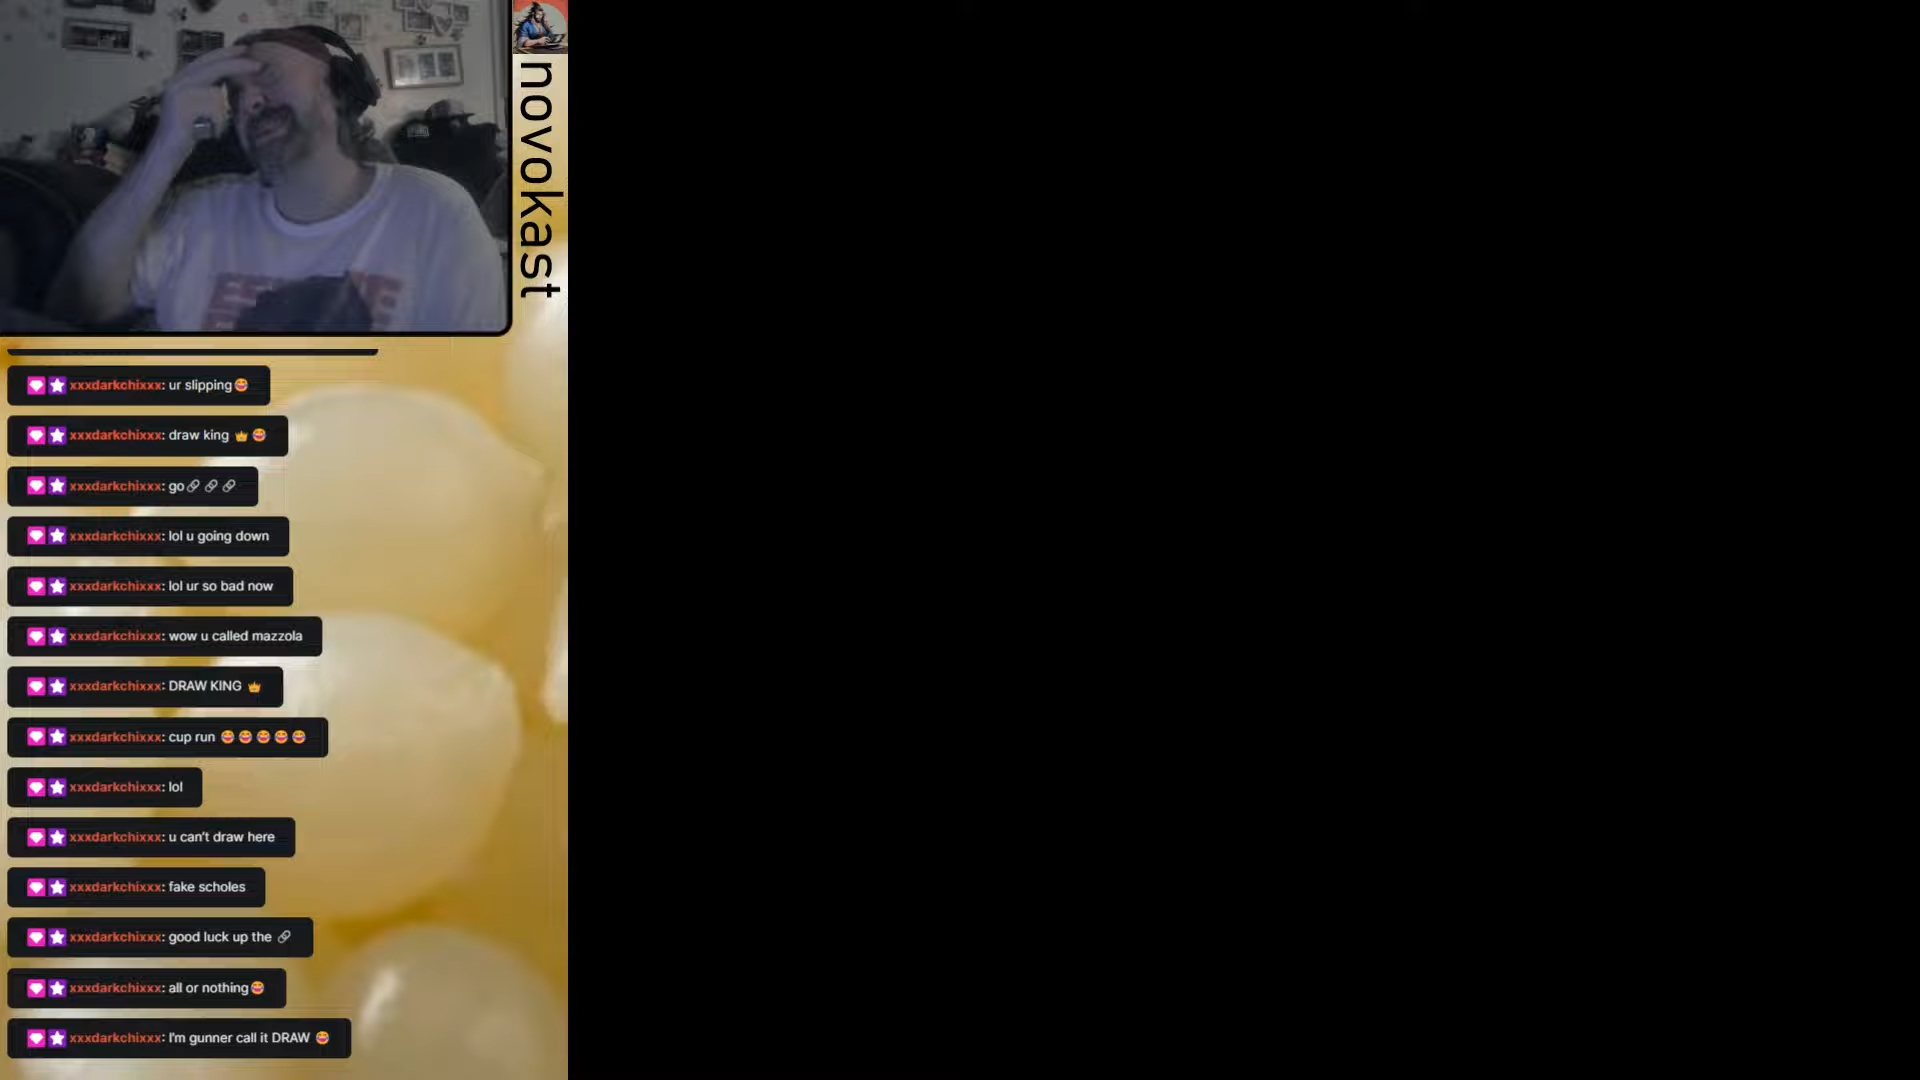 novokast
xxxdarkchixxx: ur slipping😂
xxxdarkchixxx: draw king 👑 😂
xxxdarkchixxx: go🔗 🔗 🔗
xxxdarkchixxx: lol u going down
xxxdarkchixxx: lol ur so bad now
xxxdarkchixxx: wow u called mazzola
xxxdarkchixxx: DRAW KING 👑
xxxdarkchixxx: cup run 😂 😂 😂 😂 😂
xxxdarkchixxx: lol
xxxdarkchixxx: u can't draw here
xxxdarkchixxx: fake scholes
xxxdarkchixxx: good luck up the 🔗
xxxdarkchixxx: all or nothing😂
xxxdarkchixxx: I'm gunner call it DRAW 😂